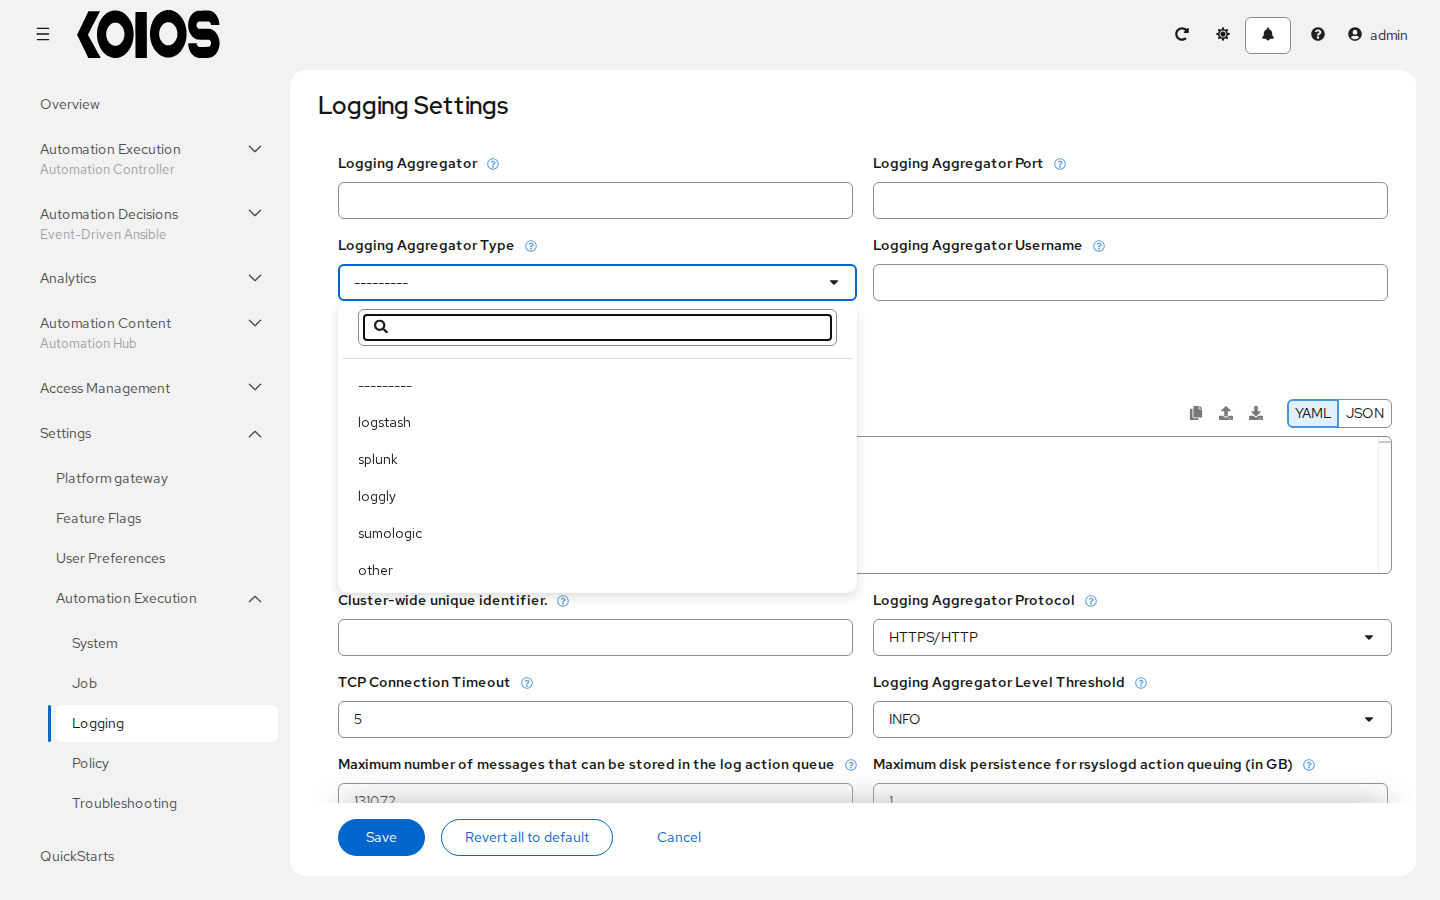 KOIOS
admin
Overview
Automation Execution
Automation Controller
Automation Decisions
Event-Driven Ansible
Analytics
Automation Content
Automation Hub
Access Management
Settings
Platform gateway
Feature Flags
User Preferences
Automation Execution
System
Job
Logging
Policy
Troubleshooting
QuickStarts
Logging Settings
Logging Aggregator
Logging Aggregator Port
Logging Aggregator Type
Logging Aggregator Username
---------
---------
logstash
splunk
loggly
sumologic
other
YAML JSON
Cluster-wide unique identifier.
Logging Aggregator Protocol
HTTPS/HTTP
TCP Connection Timeout
Logging Aggregator Level Threshold
5
INFO
Maximum number of messages that can be stored in the log action queue
Maximum disk persistence for rsyslogd action queuing (in GB)
131072
1
Save
Revert all to default
Cancel